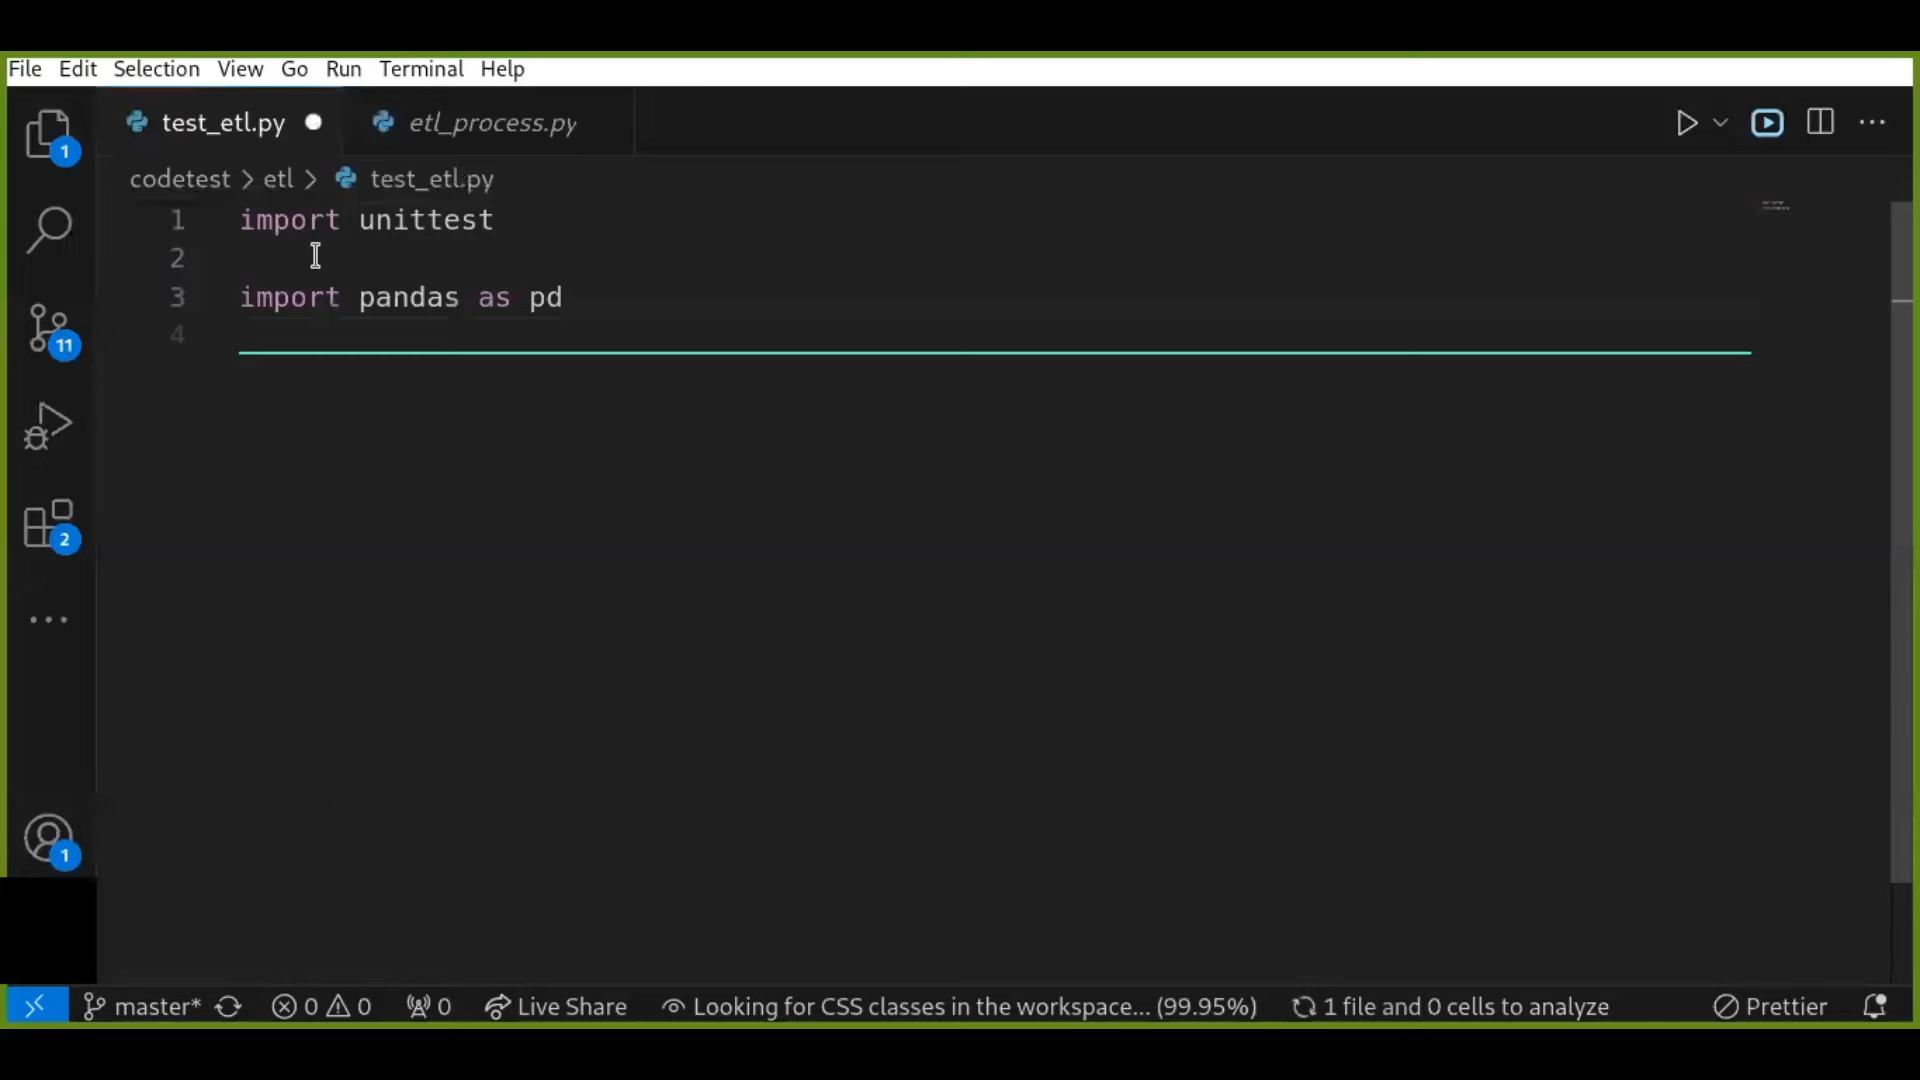 File Edit Selection View Go Run Terminal Help
test_etl.py etl_process.py
codetest > etl > test_etl.py
1 import unittest
2
3 import pandas as pd
4
1
11
2
1
master* 0 0 0 Live Share Looking for CSS classes in the workspace... (99.95%) 1 file and 0 cells to analyze Prettier